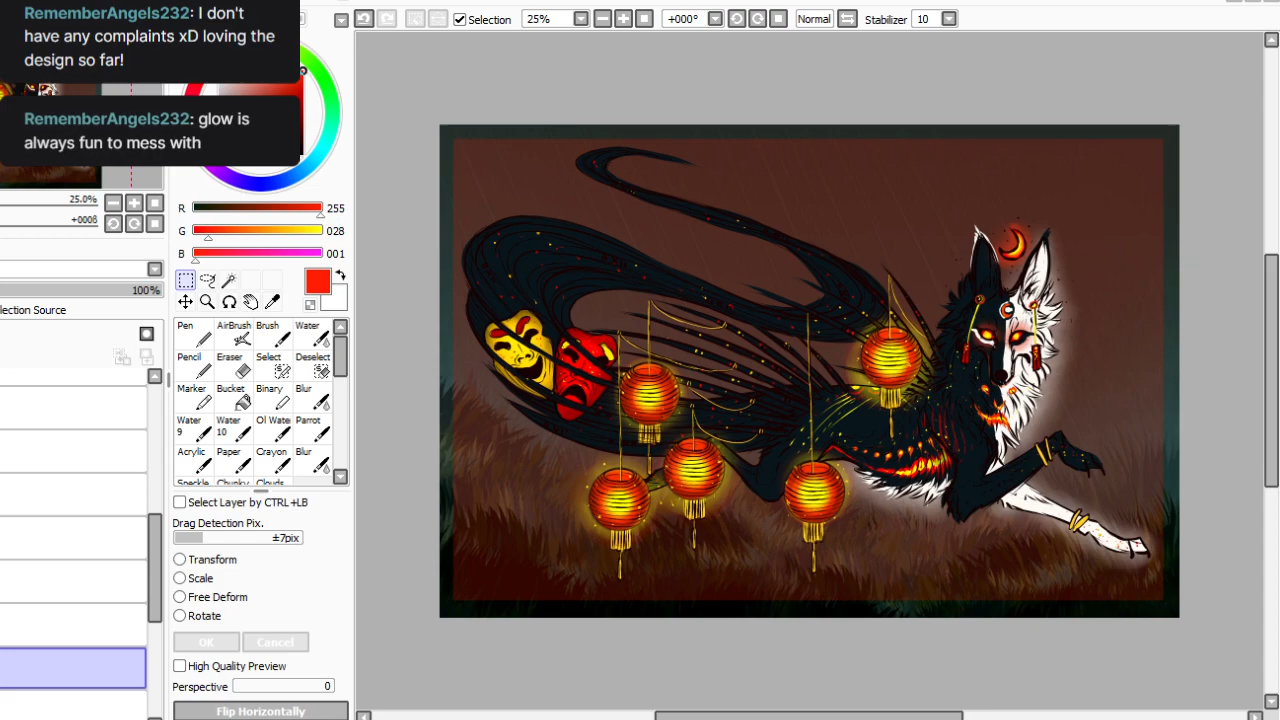 RememberAngels232: I don't
have any complaints xD loving the
design so far!
RememberAngels232: glow is
always fun to mess with
Selection 25% +000° Normal Stabilizer 10
25.0%
+000θ
100%
lection Source
R 255
G 028
B 001
Pen AirBrush Brush Water
Pencil Eraser Select Deselect
Marker Bucket Binary Blur
Water 9 Water 10 Ol Wate Parrot
Acrylic Paper Crayon Blur
Speckle Chunky Clouds
Select Layer by CTRL+LB
Drag Detection Pix.
±7pix
Transform
Scale
Free Deform
Rotate
OK Cancel
High Quality Preview
Perspective 0
Flip Horizontally